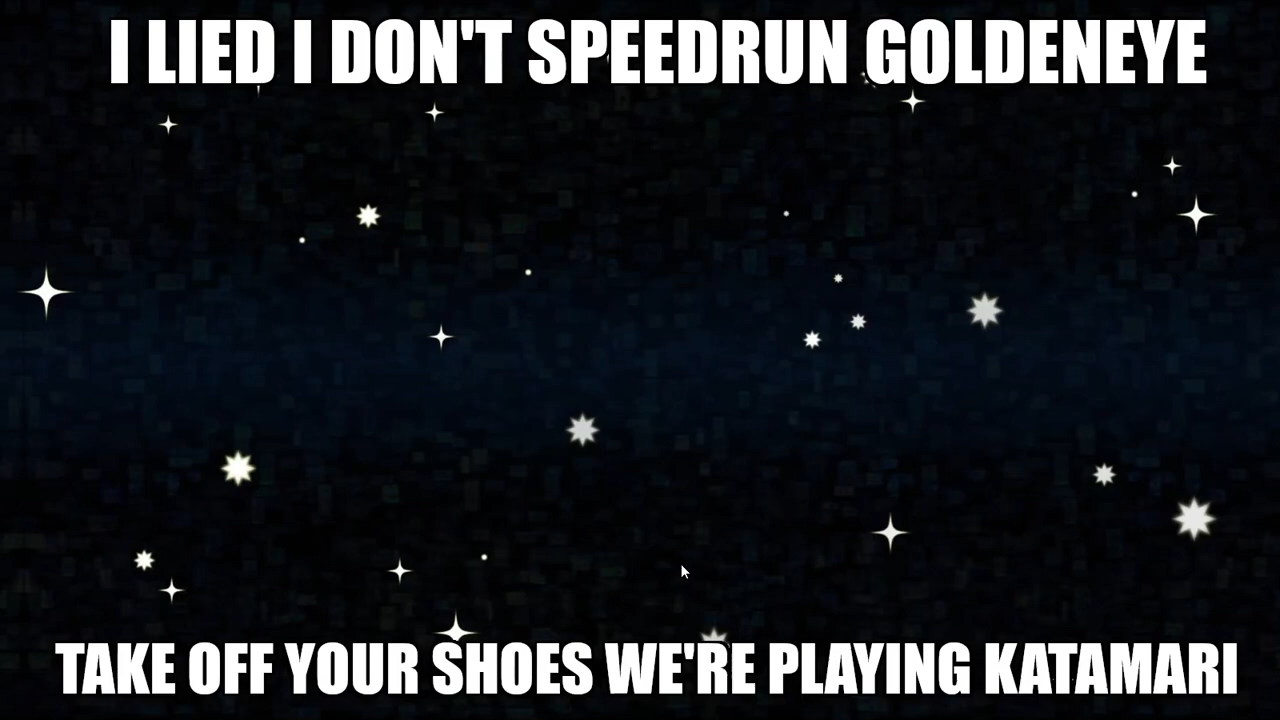 I LIED I DON'T SPEEDRUN GOLDENEYE
TAKE OFF YOUR SHOES WE'RE PLAYING KATAMARI